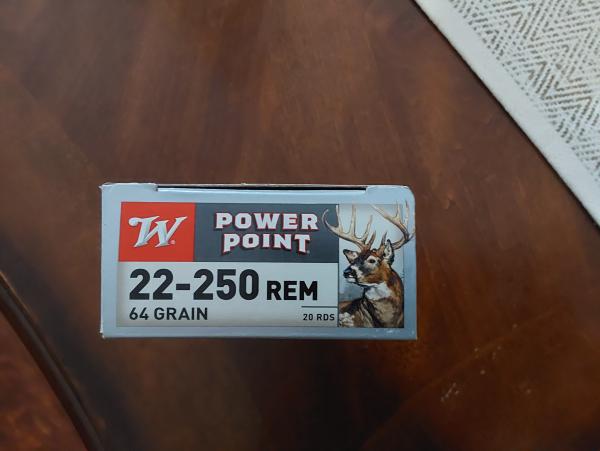 W®
POWER
POINT®
22-250 REM
64 GRAIN
20 RDS